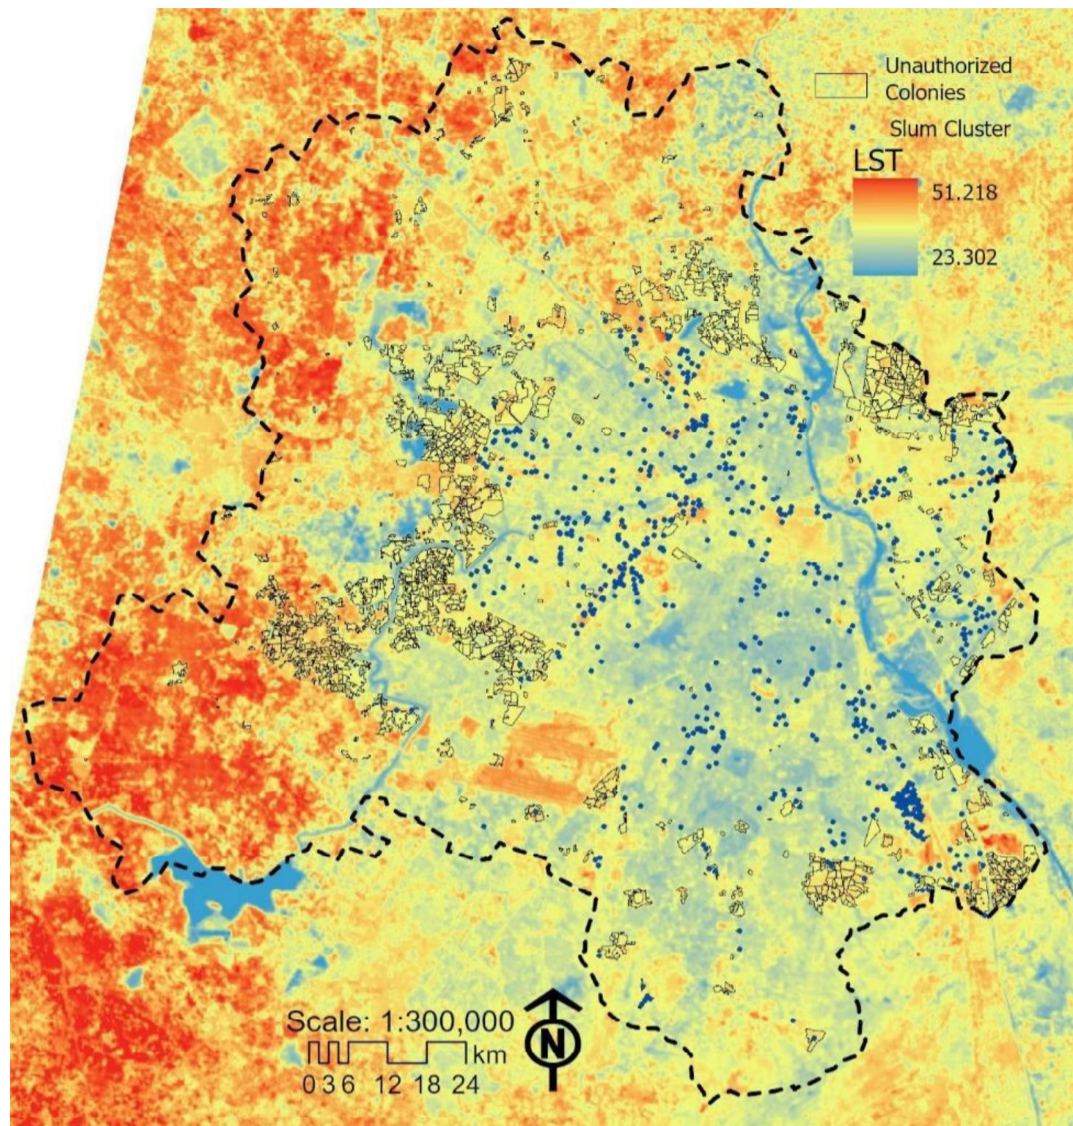 Unauthorized
Colonies
Slum Cluster
LST
51.218
23.302
Scale: 1:300,000
km
0 3 6 12 18 24
N